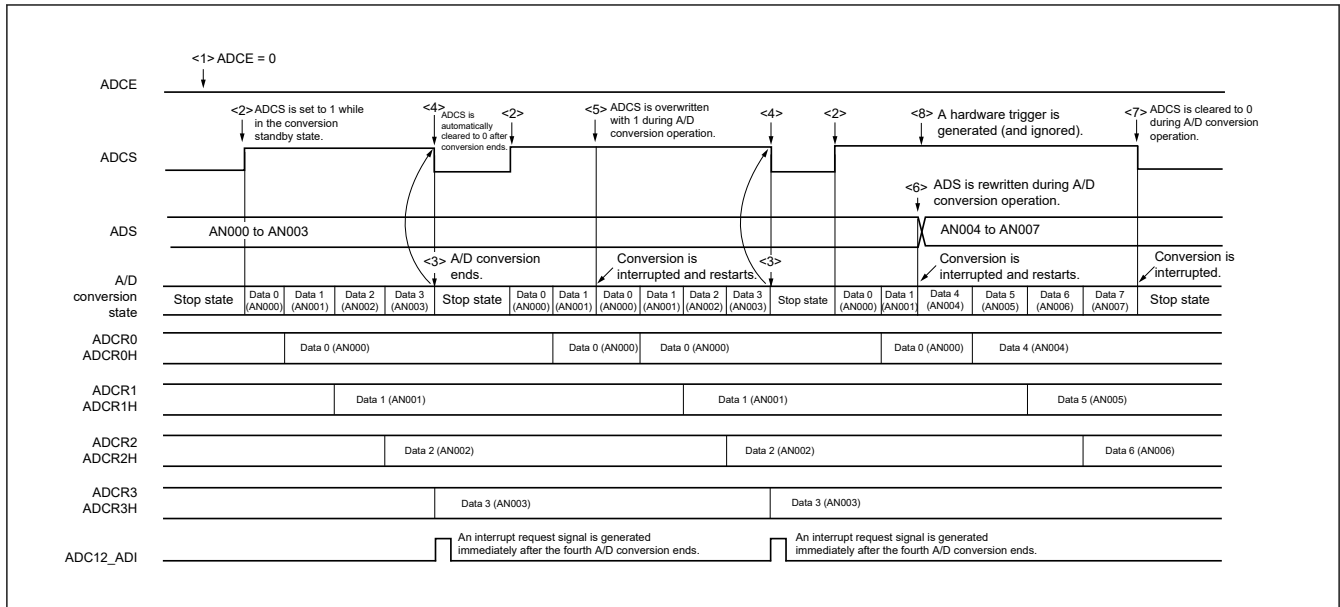 <1> ADCE = 0
ADCE
<2> ADCS is set to 1 while
in the conversion
standby state.
<4>
ADCS is
automatically
cleared to 0 after
conversion ends.
<2>
<5> ADCS is overwritten
with 1 during A/D
conversion operation.
<4>
<2>
<8> A hardware trigger is
generated (and ignored).
<7> ADCS is cleared to 0
during A/D conversion
operation.
ADCS
<6> ADS is rewritten during A/D
conversion operation.
ADS
AN000 to AN003
AN004 to AN007
<3> A/D conversion
ends.
Conversion is
interrupted and restarts.
<3>
Conversion is
interrupted and restarts.
Conversion is
interrupted.
A/D
conversion
state
Stop state
Data 0
(AN000)
Data 1
(AN001)
Data 2
(AN002)
Data 3
(AN003)
Stop state
Data 0
(AN000)
Data 1
(AN001)
Data 0
(AN000)
Data 1
(AN001)
Data 2
(AN002)
Data 3
(AN003)
Stop state
Data 0
(AN000)
Data 1
(AN001)
Data 4
(AN004)
Data 5
(AN005)
Data 6
(AN006)
Data 7
(AN007)
Stop state
ADCR0
ADCR0H
Data 0 (AN000)
Data 0 (AN000)
Data 0 (AN000)
Data 0 (AN000)
Data 4 (AN004)
ADCR1
ADCR1H
Data 1 (AN001)
Data 1 (AN001)
Data 5 (AN005)
ADCR2
ADCR2H
Data 2 (AN002)
Data 2 (AN002)
Data 6 (AN006)
ADCR3
ADCR3H
Data 3 (AN003)
Data 3 (AN003)
ADC12_ADI
An interrupt request signal is generated
immediately after the fourth A/D conversion ends.
An interrupt request signal is generated
immediately after the fourth A/D conversion ends.